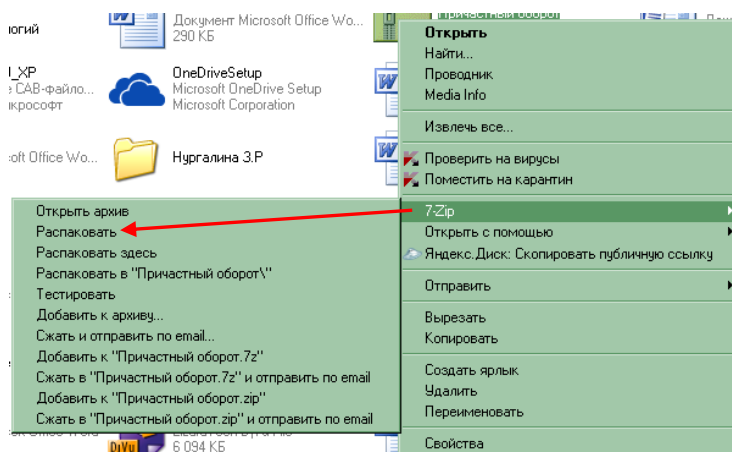 логий
Документ Microsoft Office Wo...
290 КБ
Причастный оборот
I_XP
е CAB-файло...
икрософт
OneDriveSetup
Microsoft OneDrive Setup
Microsoft Corporation
soft Office Wo...
Нургалина З.Р
Открыть
Найти...
Проводник
Media Info
Извлечь все...
Проверить на вирусы
Поместить на карантин
7-Zip
Открыть с помощью
Яндекс.Диск: Скопировать публичную ссылку
Отправить
Вырезать
Копировать
Создать ярлык
Удалить
Переименовать
Свойства
Открыть архив
Распаковать
Распаковать здесь
Распаковать в "Причастный оборот\"
Тестировать
Добавить к архиву...
Сжать и отправить по email...
Добавить к "Причастный оборот.7z"
Сжать в "Причастный оборот.7z" и отправить по email
Добавить к "Причастный оборот.zip"
Сжать в "Причастный оборот.zip" и отправить по email
DjVu
6 094 КБ